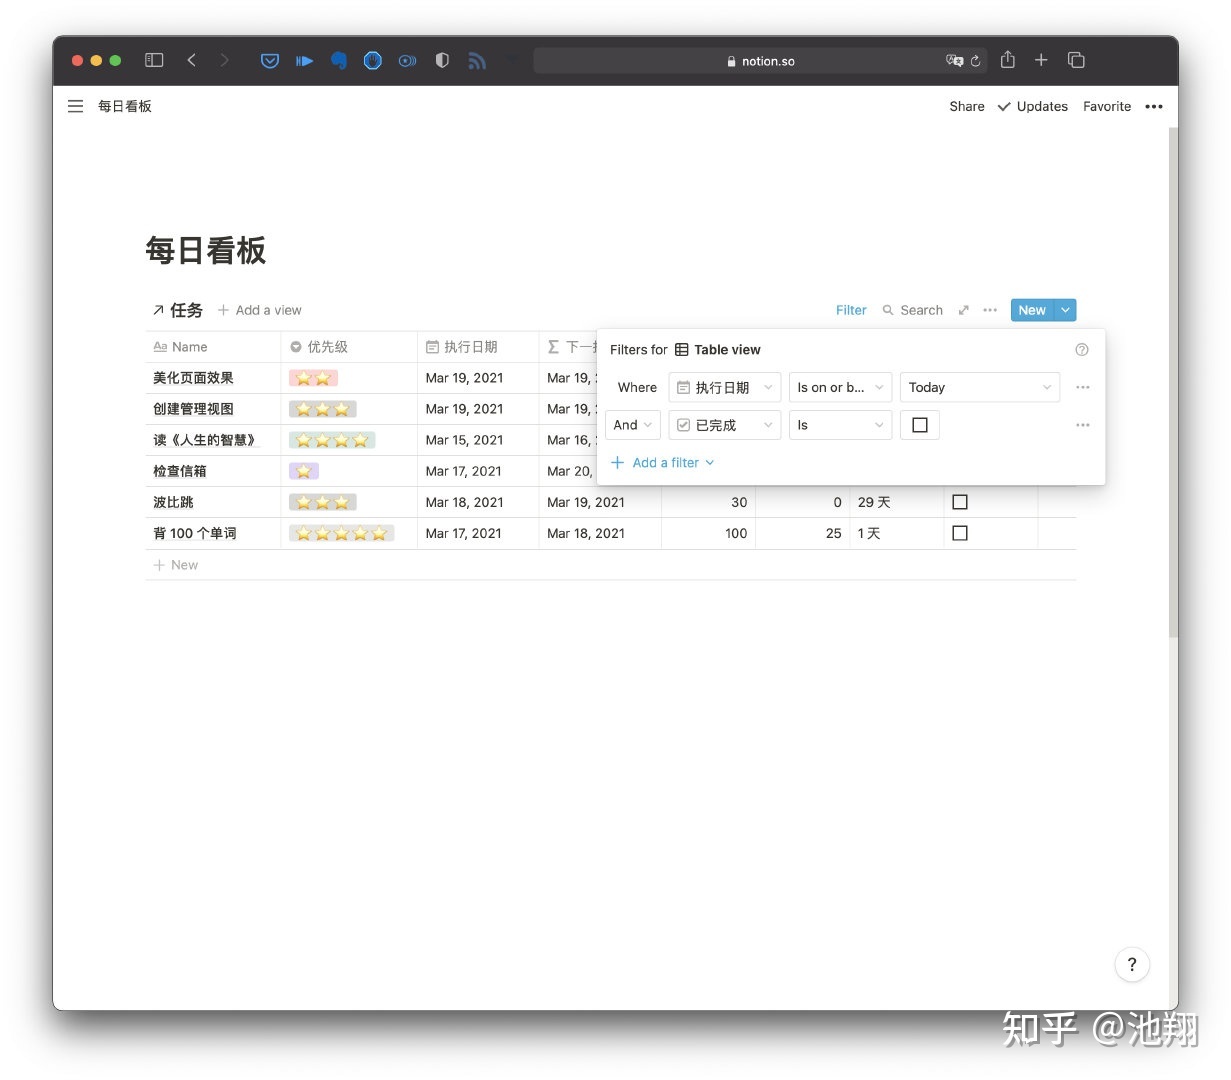 notion.so
每日看板
Share Updates Favorite
每日看板
任务 Add a view Filter Search New
Name 优先级 执行日期 下一
Filters for Table view
Where 执行日期 Is on or b... Today
And 已完成 Is
Add a filter
美化页面效果 Mar 19, 2021 Mar 19,
创建管理视图 Mar 19, 2021 Mar 19,
读《人生的智慧》 Mar 15, 2021 Mar 16,
检查信箱 Mar 17, 2021 Mar 20,
波比跳 Mar 18, 2021 Mar 19, 2021 30 0 29 天
背 100 个单词 Mar 17, 2021 Mar 18, 2021 100 25 1 天
New
?
知乎 @池翔